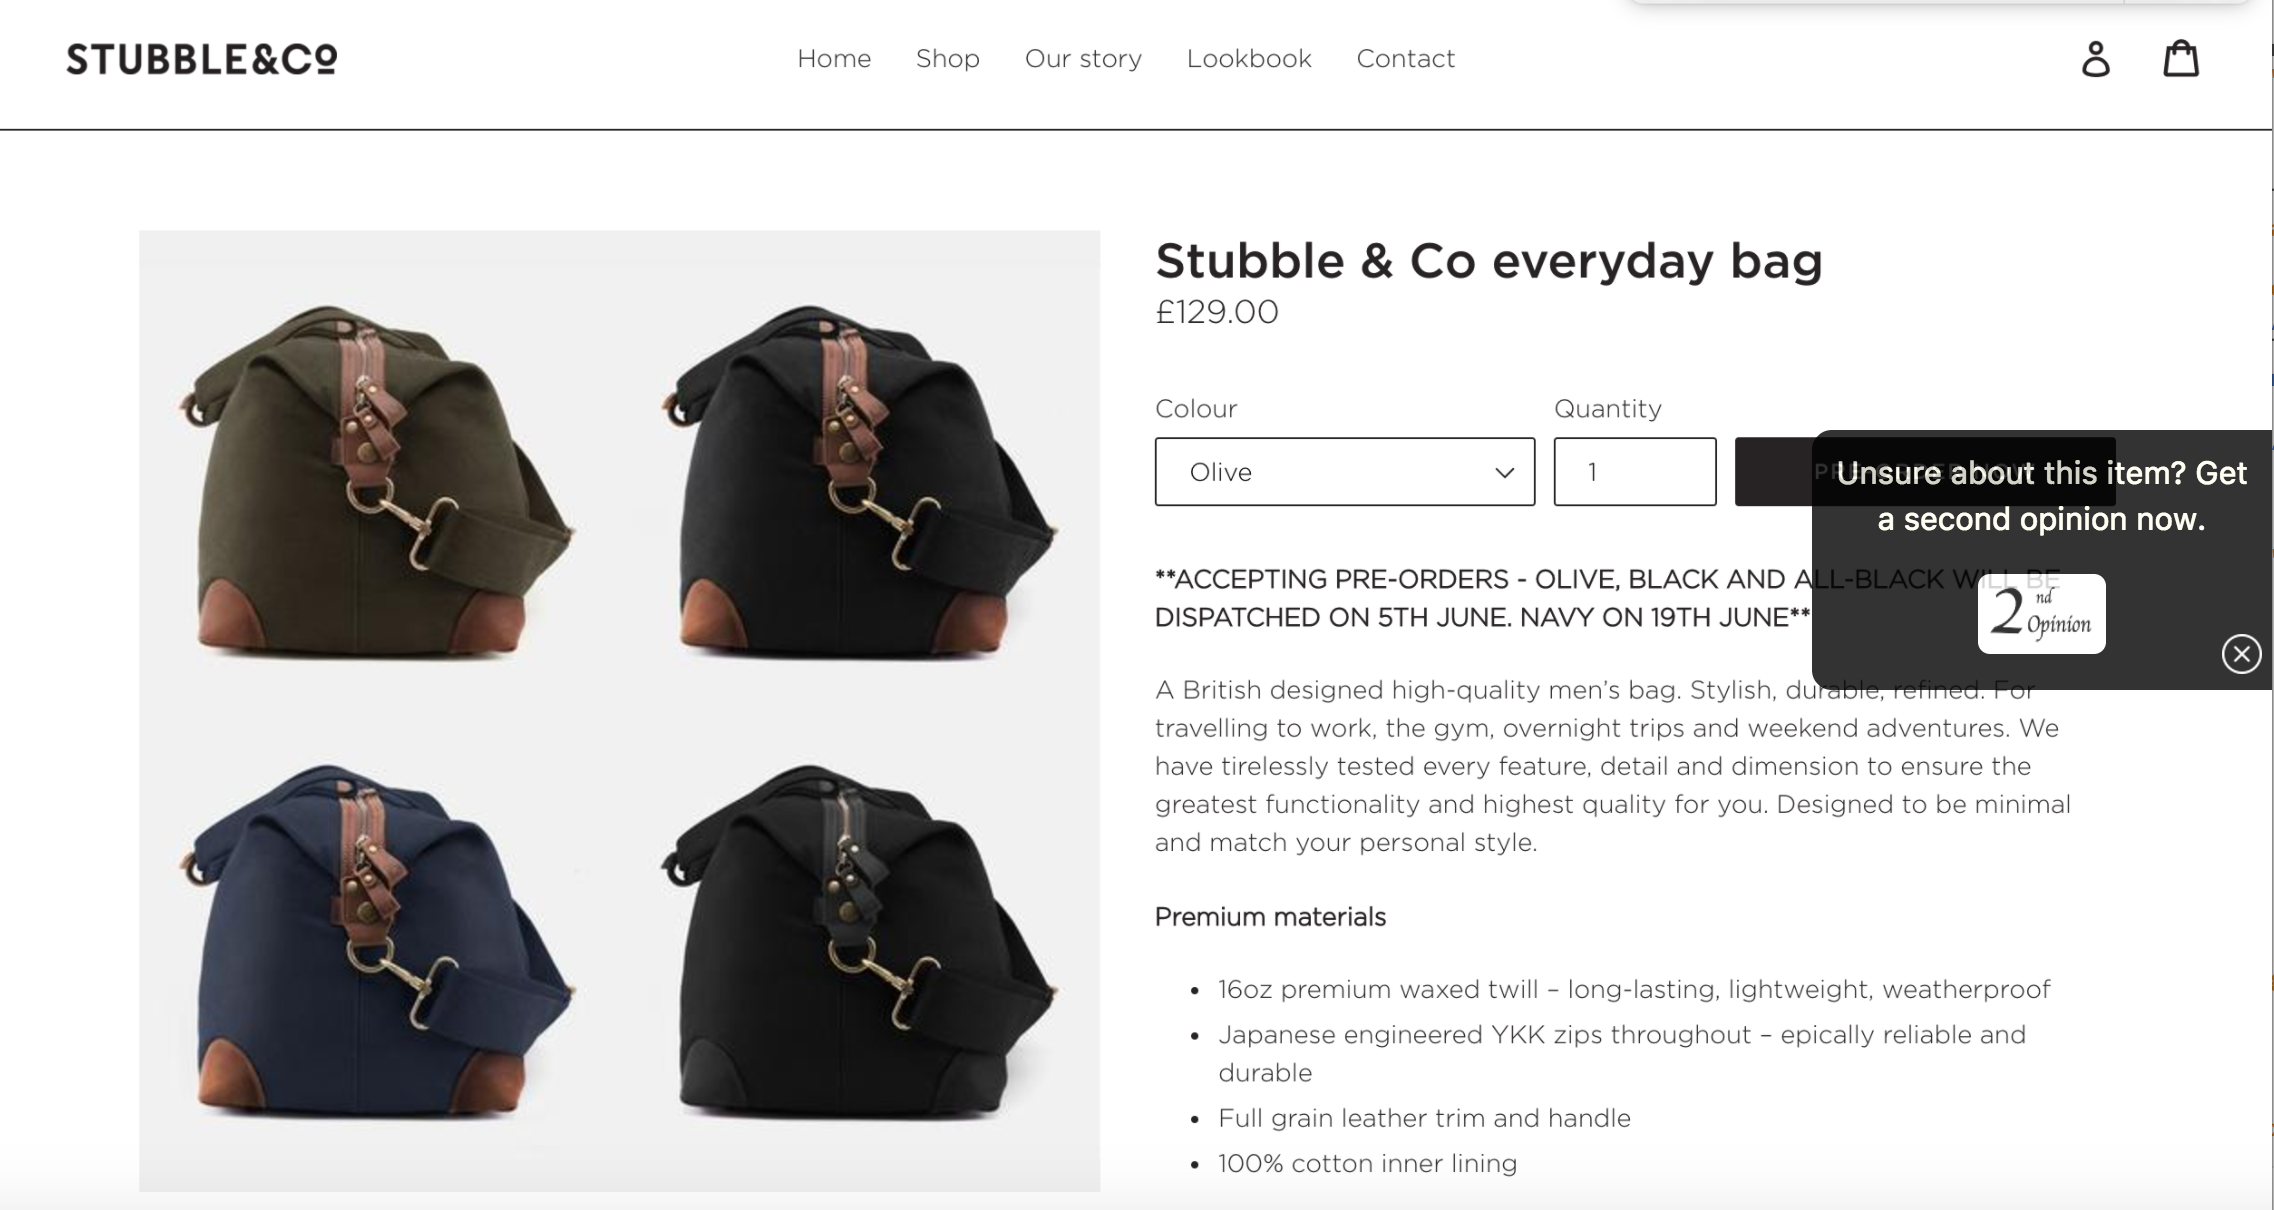 STUBBLE&Co
Home
Shop
Our story
Lookbook
Contact
Stubble & Co everyday bag
£129.00
Colour
Quantity
Olive
1
Unsure about this item? Get
a second opinion now.
2nd Opinion
**ACCEPTING PRE-ORDERS - OLIVE, BLACK AND ALL-BLACK WILL BE
DISPATCHED ON 5TH JUNE. NAVY ON 19TH JUNE**
A British designed high-quality men's bag. Stylish, durable, refined. For
travelling to work, the gym, overnight trips and weekend adventures. We
have tirelessly tested every feature, detail and dimension to ensure the
greatest functionality and highest quality for you. Designed to be minimal
and match your personal style.
Premium materials
• 16oz premium waxed twill – long-lasting, lightweight, weatherproof
• Japanese engineered YKK zips throughout – epically reliable and
durable
• Full grain leather trim and handle
• 100% cotton inner lining